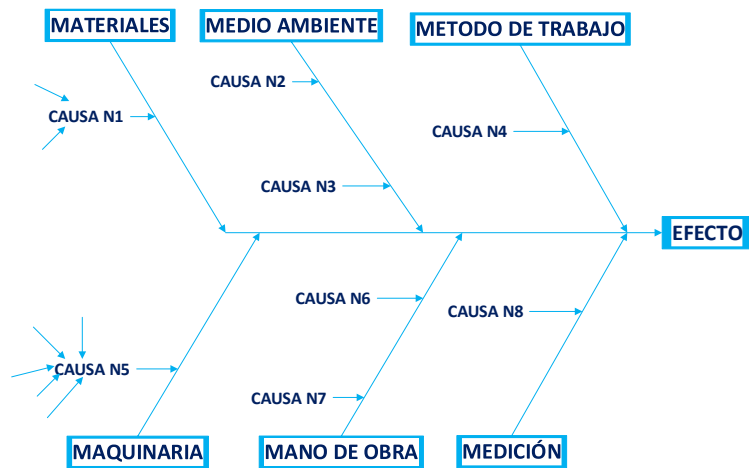 MATERIALES
MEDIO AMBIENTE
METODO DE TRABAJO
CAUSA N2
CAUSA N1
CAUSA N4
CAUSA N3
EFECTO
CAUSA N6
CAUSA N8
CAUSA N5
CAUSA N7
MAQUINARIA
MANO DE OBRA
MEDICIÓN